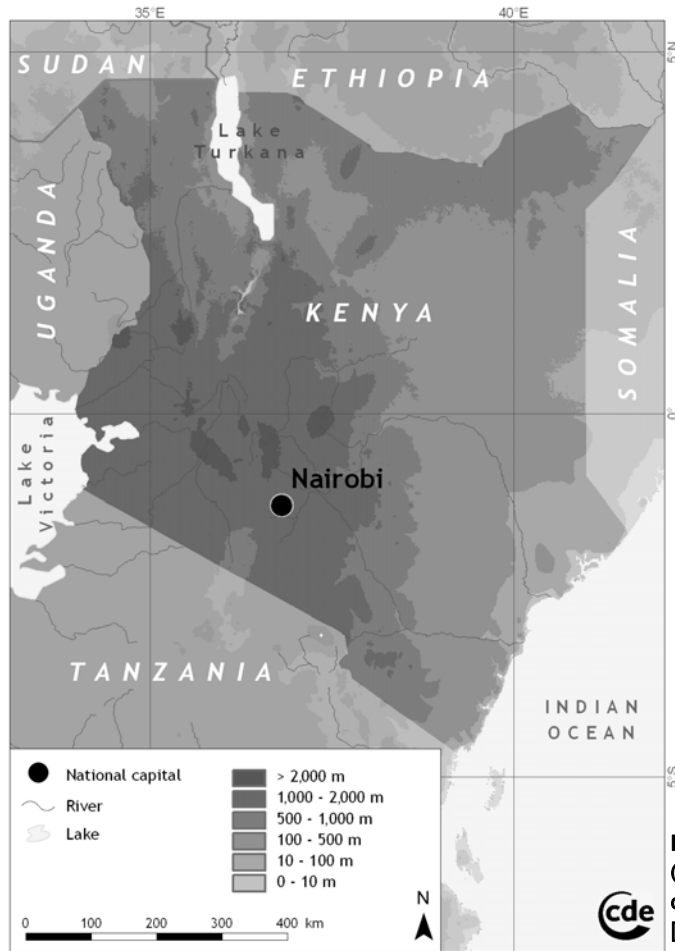 35°E 40°E
5°N
SUDAN
ETHIOPIA
Lake
Turkana
UGANDA
KENYA
SOMALIA
0°
Lake
Victoria
Nairobi
TANZANIA
INDIAN
OCEAN
5°S
National capital
River
Lake
> 2,000 m
1,000 - 2,000 m
500 - 1,000 m
100 - 500 m
10 - 100 m
0 - 10 m
N
0 100 200 300 400 km
cde